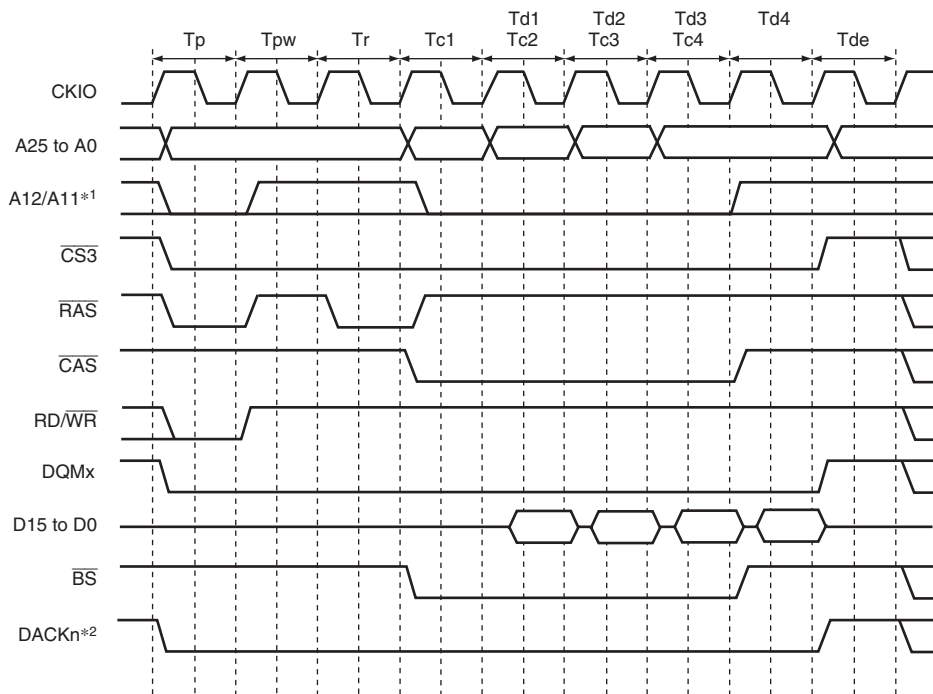 Td1 Td2 Td3 Td4
Tp Tpw Tr Tc1 Tc2 Tc3 Tc4 Tde
CKIO
A25 to A0
A12/A11*1
CS3
RAS
CAS
RD/WR
DQMx
D15 to D0
BS
DACKn*2